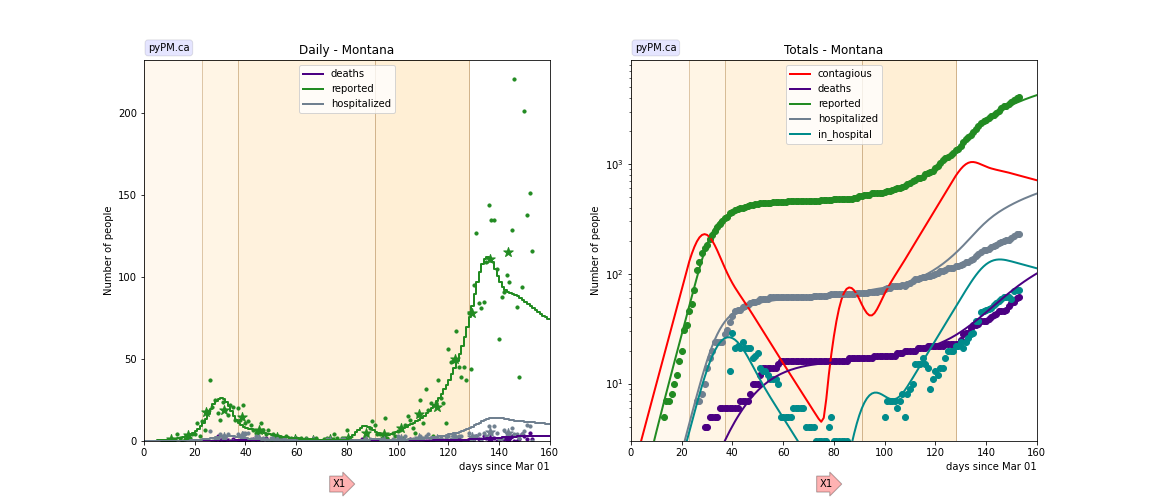 pyPM.ca
Daily - Montana
deaths
reported
hospitalized
Number of people
200
150
100
50
0
0 20 40 60 80 100 120 140 160
days since Mar 01
X1
pyPM.ca
Totals - Montana
contagious
deaths
reported
hospitalized
in_hospital
Number of people
10³
10²
10¹
0 20 40 60 80 100 120 140 160
days since Mar 01
X1